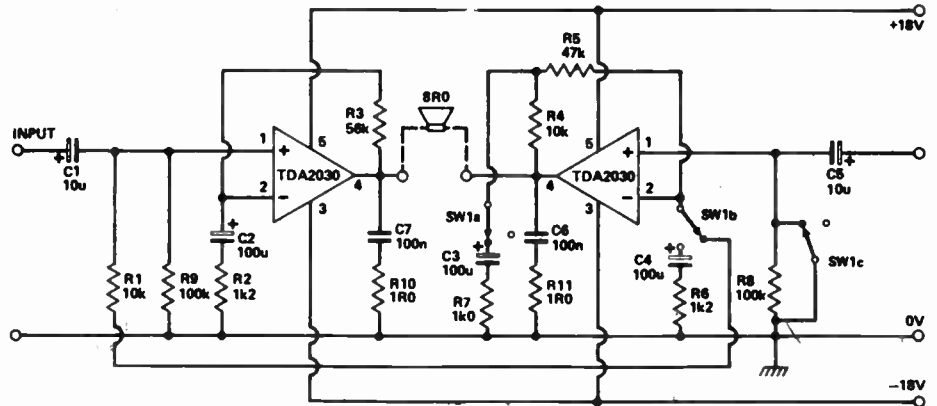 +18V
R5
47k
8R0
R3
56k
R4
10k
INPUT
1
5
5
1
+
+
C1
10u
TDA2030
4
4
TDA2030
C5
10u
2
2
3
3
SW1a
SW1b
C2
100u
C7
100n
C3
100u
C6
100n
C4
100u
SW1c
R1
10k
R9
100k
R2
1k2
R10
1R0
R7
1k0
R11
1R0
R6
1k2
R8
100k
0V
−18V